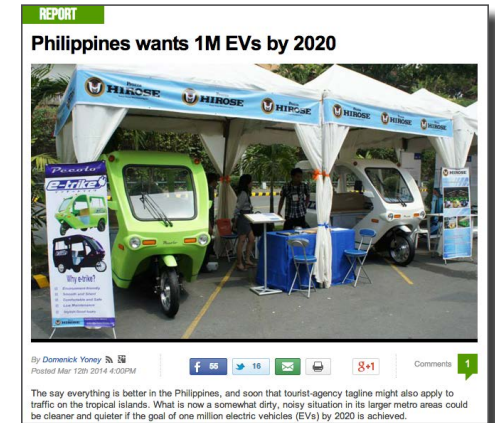 REPORT
Philippines wants 1M EVs by 2020
HIROSE
HIROSE
HIROSE
HIROSE
HIROSE
HIROSE
Pecolo
e-trike
Why e-trike?
By Domenick Yoney
Posted Mar 12th 2014 4:00PM
f 55
16
g+1
Comments 1
The say everything is better in the Philippines, and soon that tourist-agency tagline might also apply to
traffic on the tropical islands. What is now a somewhat dirty, noisy situation in its larger metro areas could
be cleaner and quieter if the goal of one million electric vehicles (EVs) by 2020 is achieved.